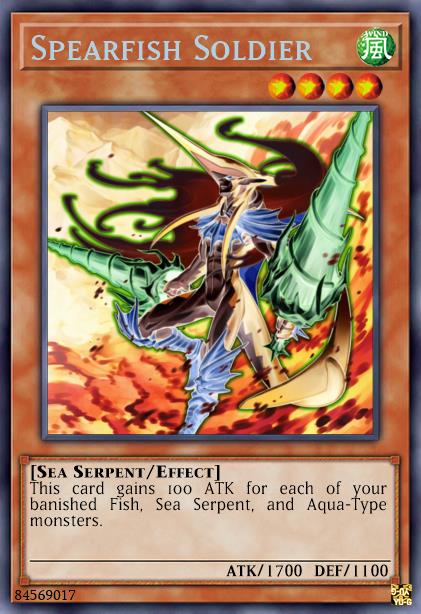 SPEARFISH SOLDIER
WIND
風
[SEA SERPENT/EFFECT]
This card gains 100 ATK for each of your
banished Fish, Sea Serpent, and Aqua-Type
monsters.
ATK/1700 DEF/1100
84569017